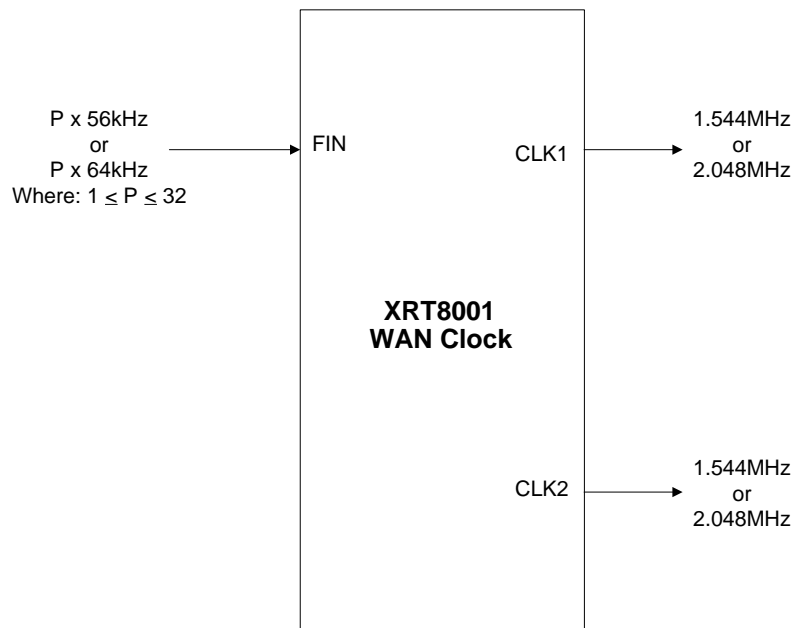 P x 56kHz
or
P x 64kHz
Where: 1 ≤ P ≤ 32
FIN
CLK1
1.544MHz
or
2.048MHz
XRT8001
WAN Clock
CLK2
1.544MHz
or
2.048MHz